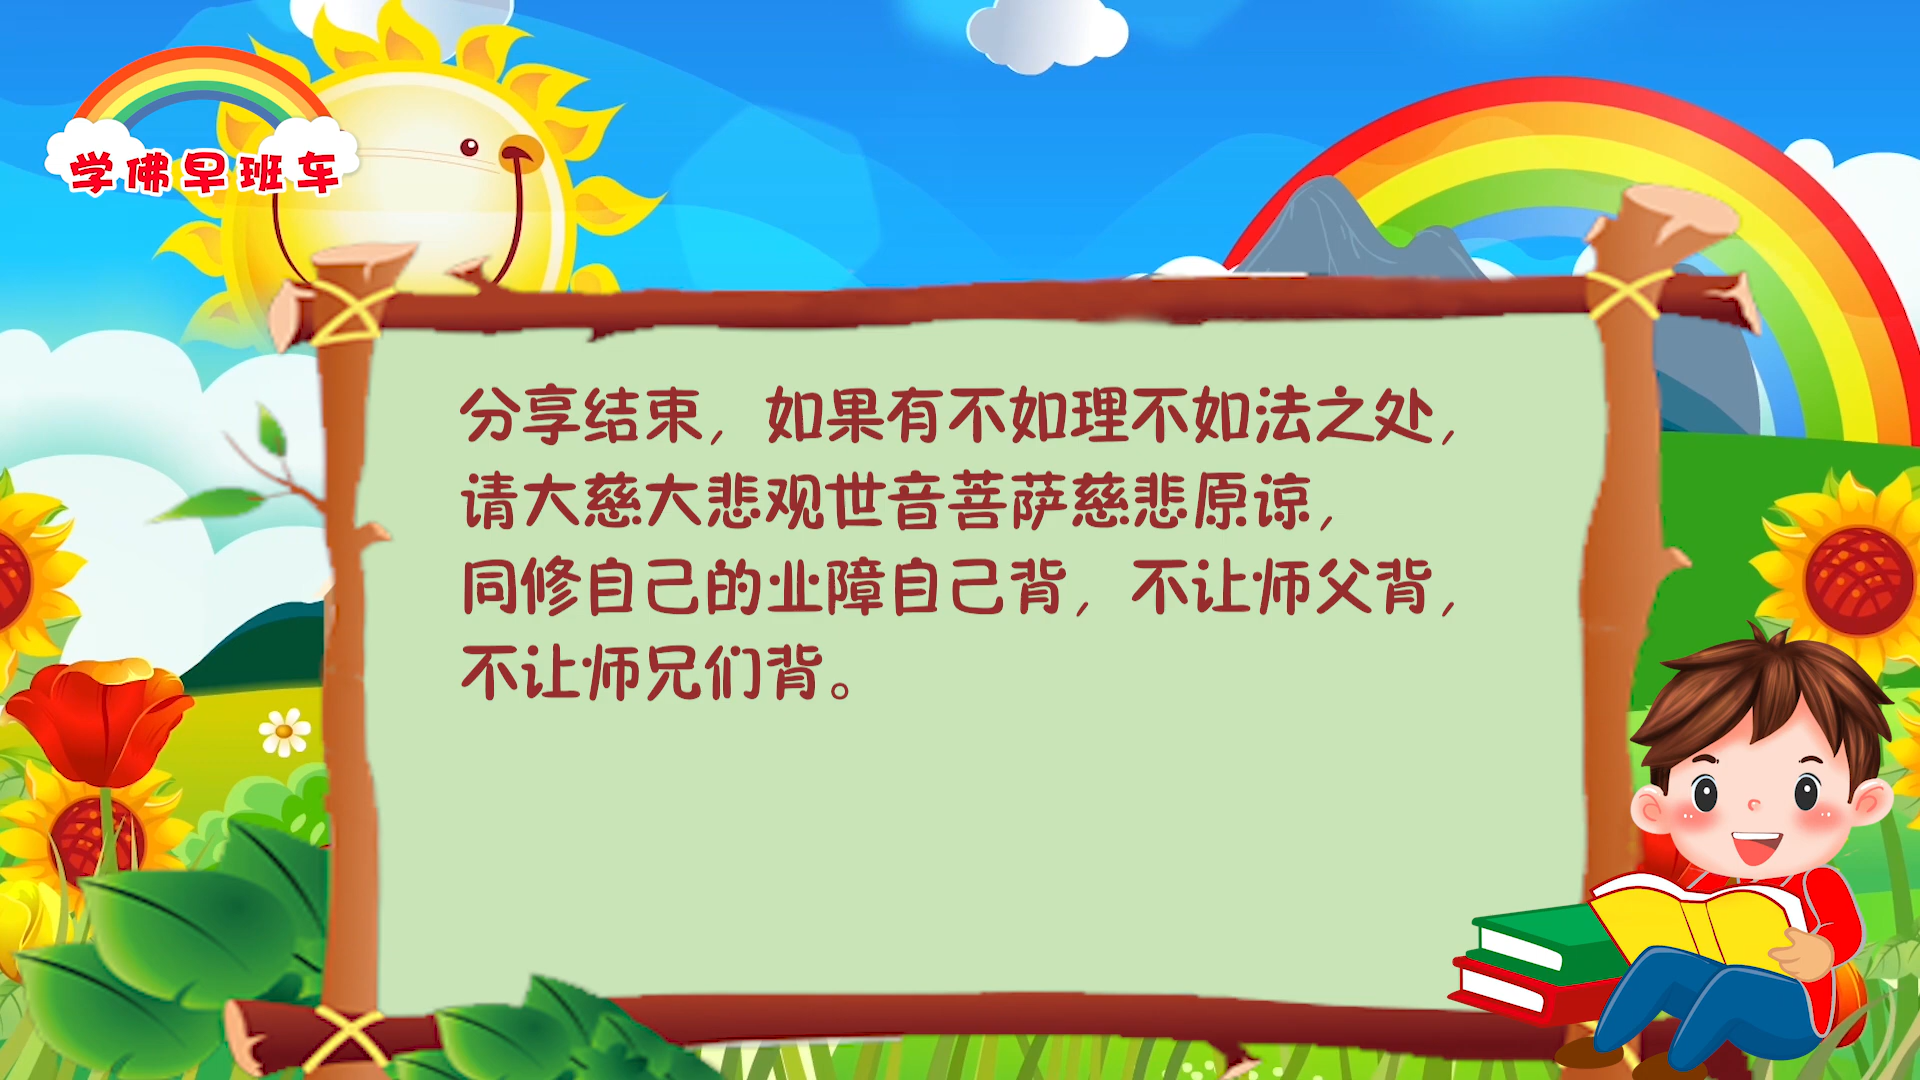 学佛早班车
分享结束，如果有不如理不如法之处，
请大慈大悲观世音菩萨慈悲原谅，
同修自己的业障自己背，不让师父背，
不让师兄们背。